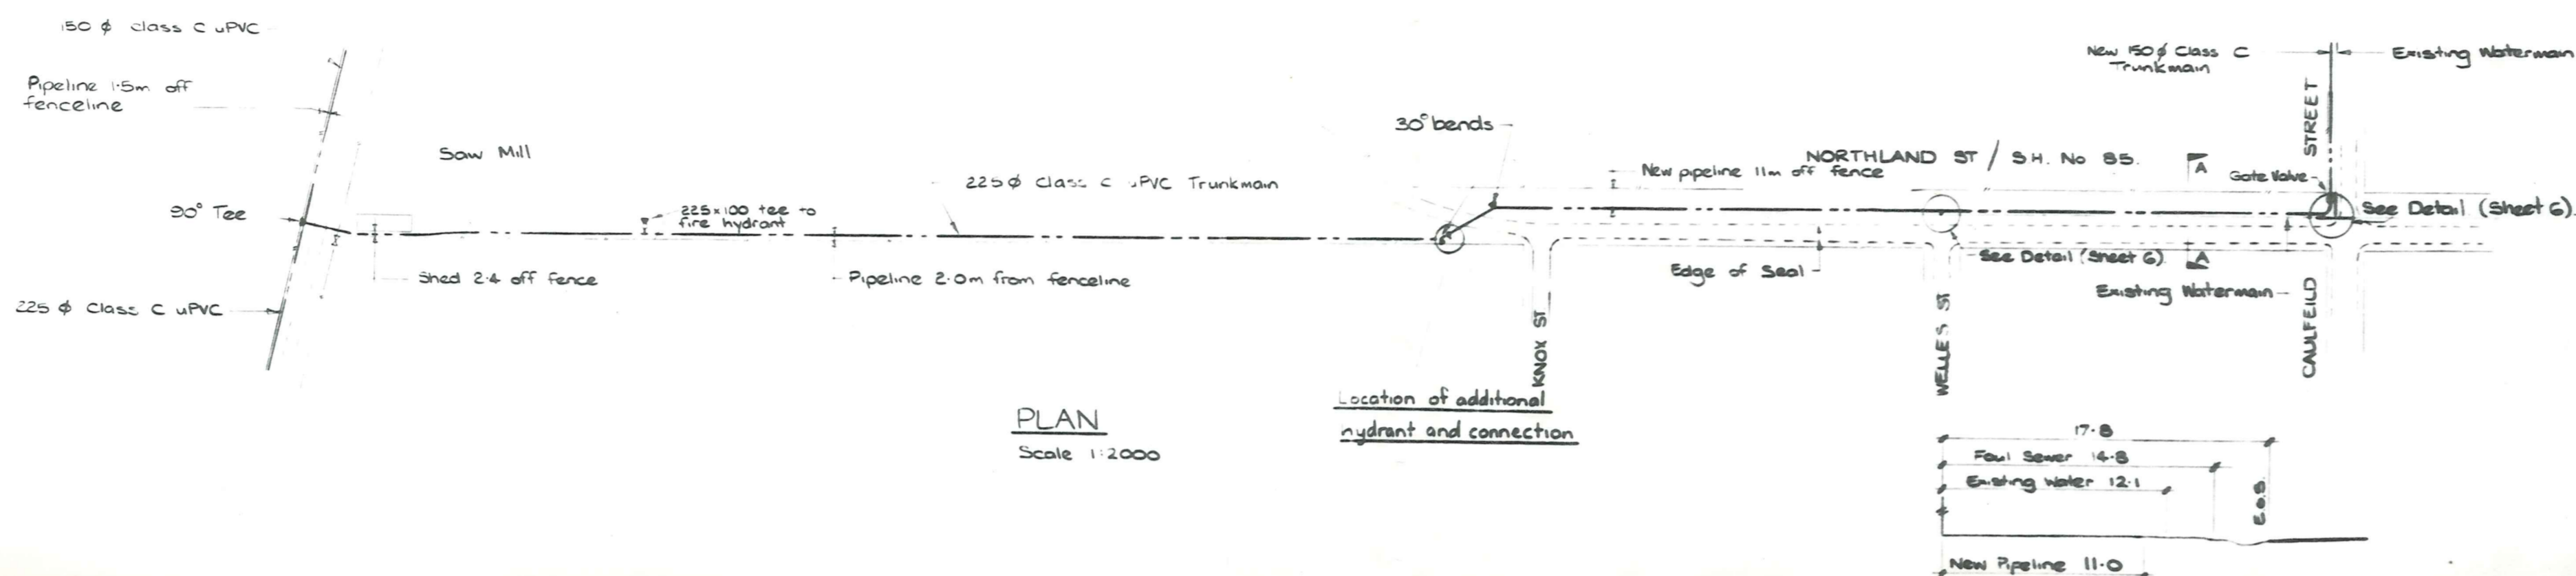 150 ϕ class C uPVC
Pipeline 1.5m off
fenceline
Saw Mill
90° Tee
225 ϕ Class C uPVC
Shed 2.4 off fence
225x100 tee to
fire hydrant
Pipeline 2.0m from fenceline
225 ϕ Class C uPVC Trunkmain
30° bends
New pipeline 11m off fence
NORTHLAND ST / S.H. No 85.
A
Gate Valve
New 150 ϕ Class C
Trunkmain
Existing Watermain
STREET
See Detail (Sheet 6).
Edge of Seal
See Detail (Sheet 6)
A
Existing Watermain
KNOX ST
WELLES ST
CAULFEILD
Location of additional
hydrant and connection
PLAN
Scale 1:2000
17.8
Foul Sewer 14.8
Existing Water 12.1
E.O.S.
New Pipeline 11.0